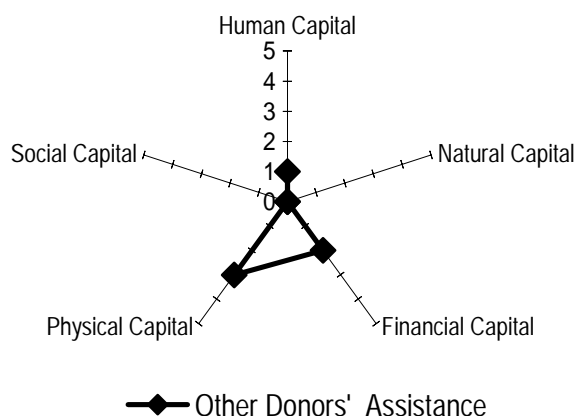 Human Capital
5
4
3
2
1
0
Social Capital
Natural Capital
Physical Capital
Financial Capital
Other Donors' Assistance